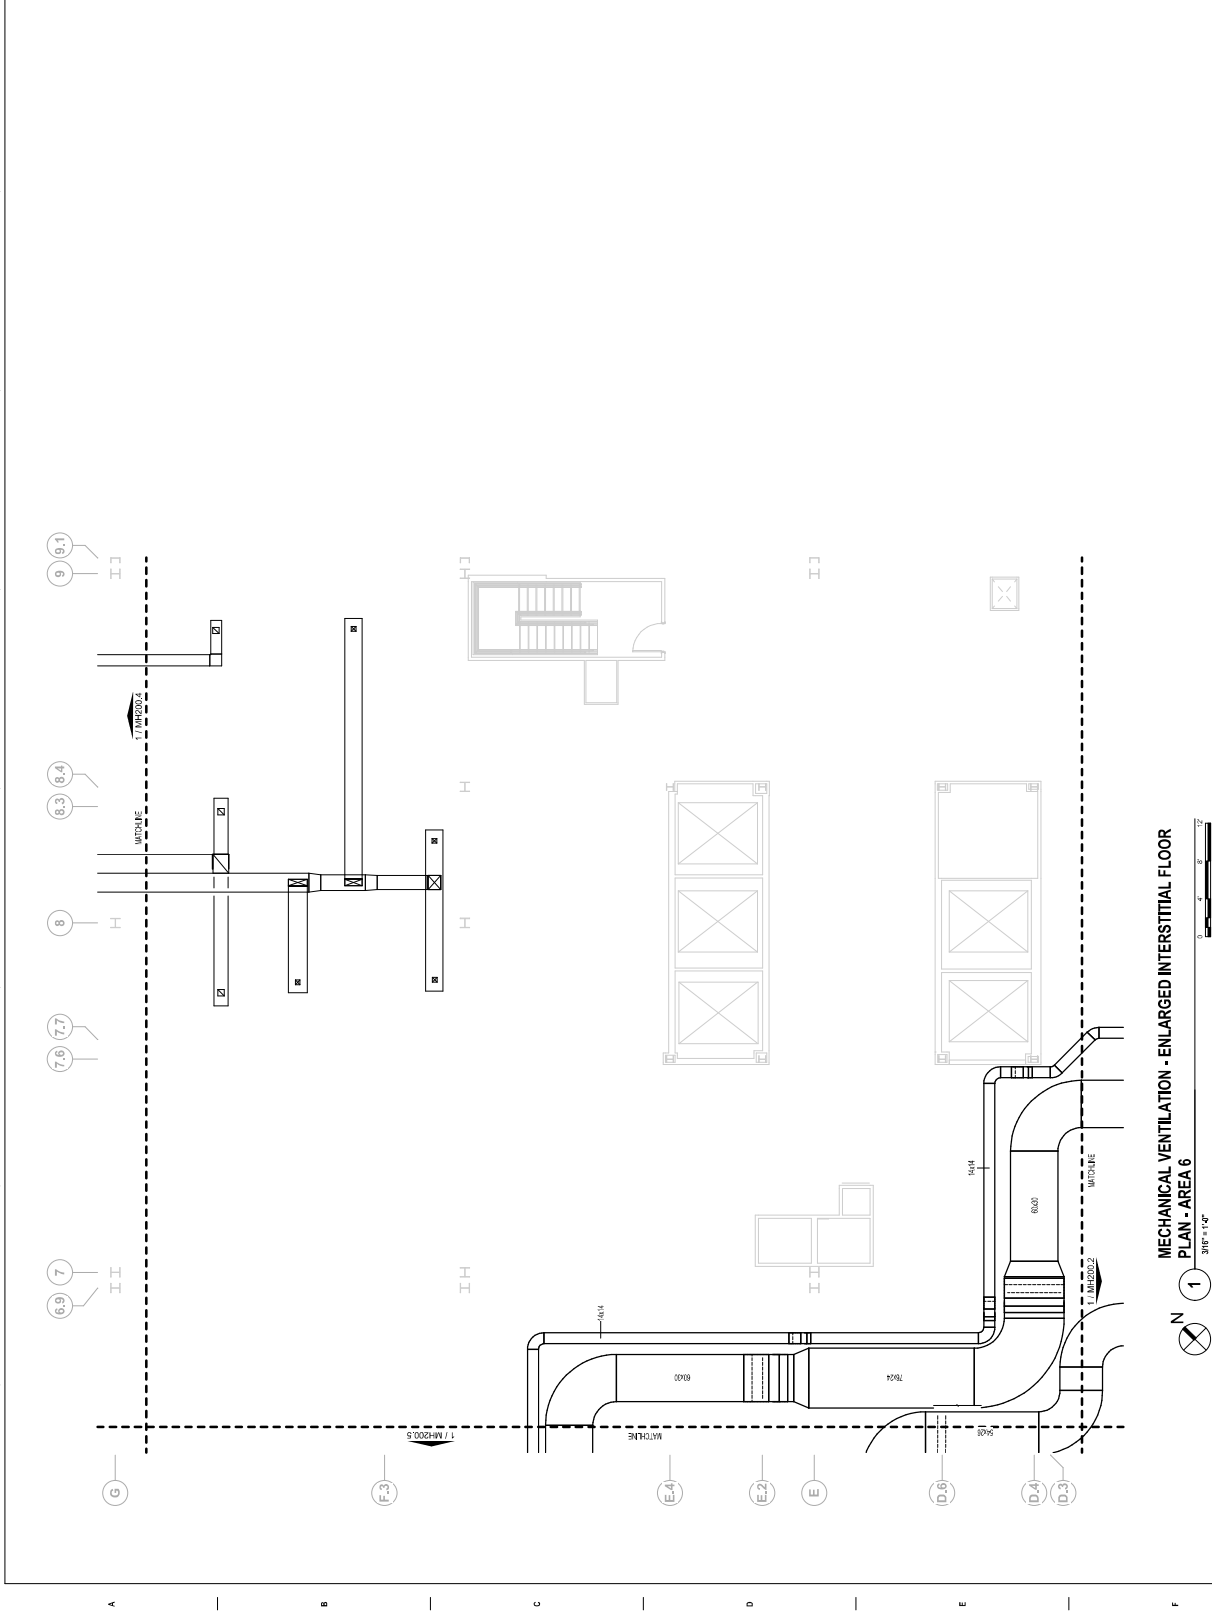 9.1
9
8.4
8.3
8
7.7
7.6
7
6.9
1 / MH200.4
MATCHLINE
14x14
60x30
MATCHLINE
1 / MH200.2
14x14
60x30
76x24
54x26
1 / MH200.5
MATCHLINE
G
F.3
E.4
E.2
E
D.6
D.4
D.3
MECHANICAL VENTILATION - ENLARGED INTERSTITIAL FLOOR
PLAN - AREA 6
1
3/16" = 1'-0"
N
0 4' 8' 12'
A
B
C
D
E
F